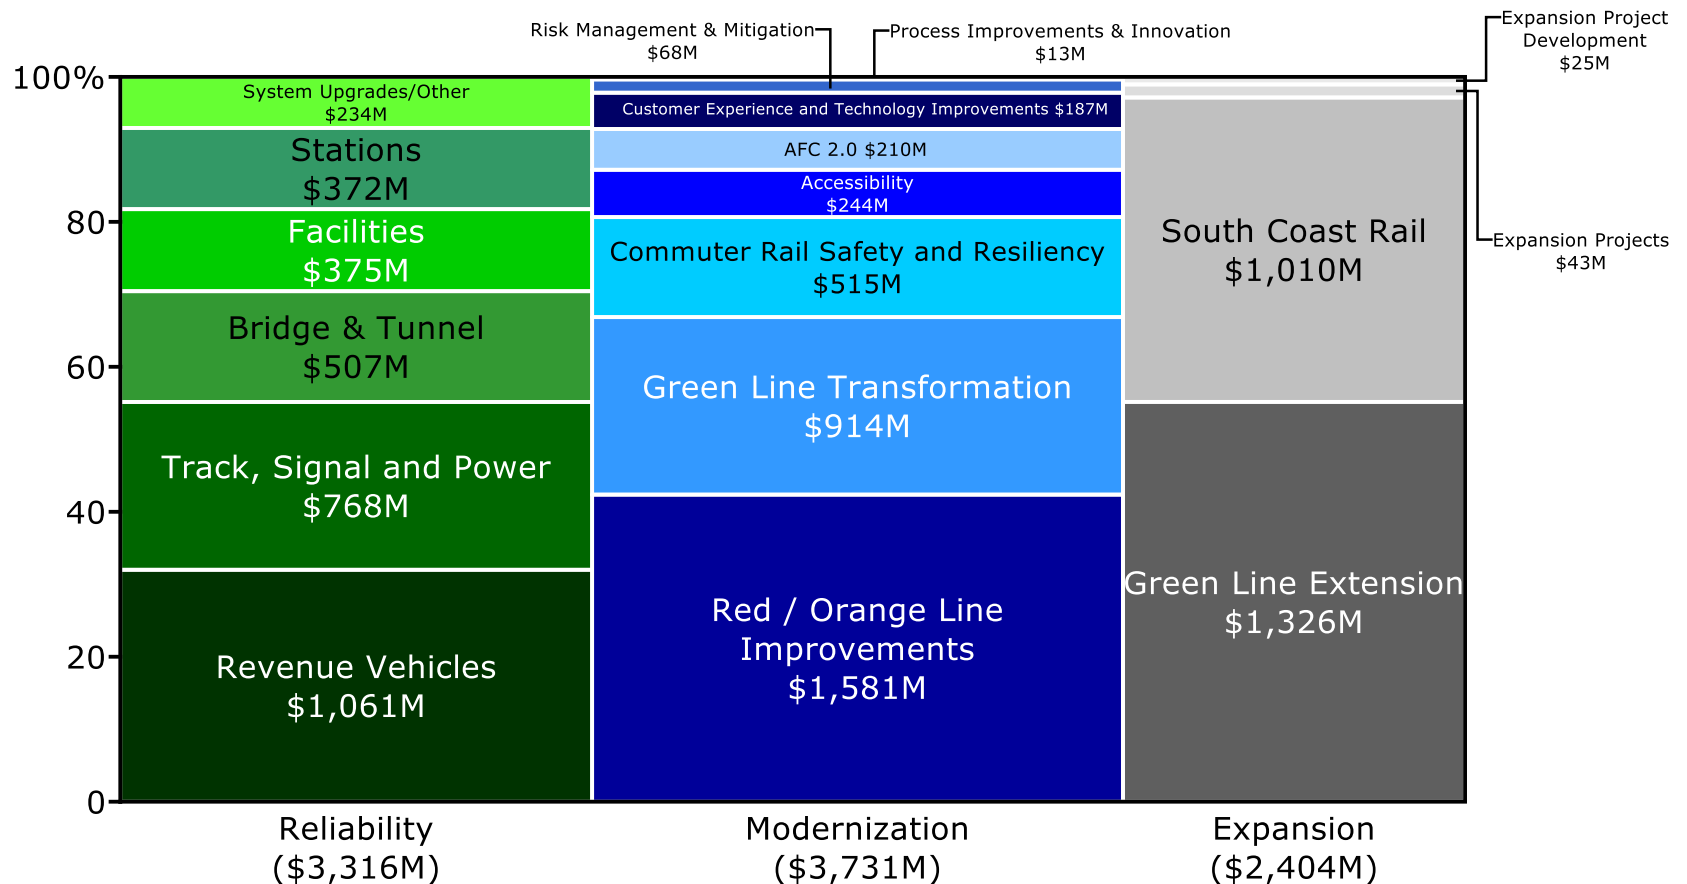 Risk Management & Mitigation
$68M
Process Improvements & Innovation
$13M
Expansion Project
Development
$25M
100%
80
60
40
20
0
System Upgrades/Other
$234M
Stations
$372M
Facilities
$375M
Bridge & Tunnel
$507M
Track, Signal and Power
$768M
Revenue Vehicles
$1,061M
Customer Experience and Technology Improvements $187M
AFC 2.0 $210M
Accessibility
$244M
Commuter Rail Safety and Resiliency
$515M
Green Line Transformation
$914M
Red / Orange Line
Improvements
$1,581M
South Coast Rail
$1,010M
Green Line Extension
$1,326M
Expansion Projects
$43M
Reliability
($3,316M)
Modernization
($3,731M)
Expansion
($2,404M)